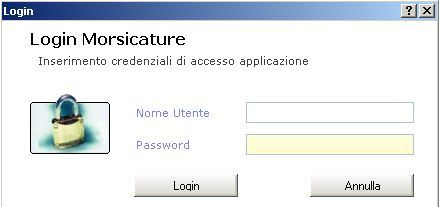 Login
Login Morsicature
Inserimento credenziali di accesso applicazione
Nome Utente
Password
Login
Annulla